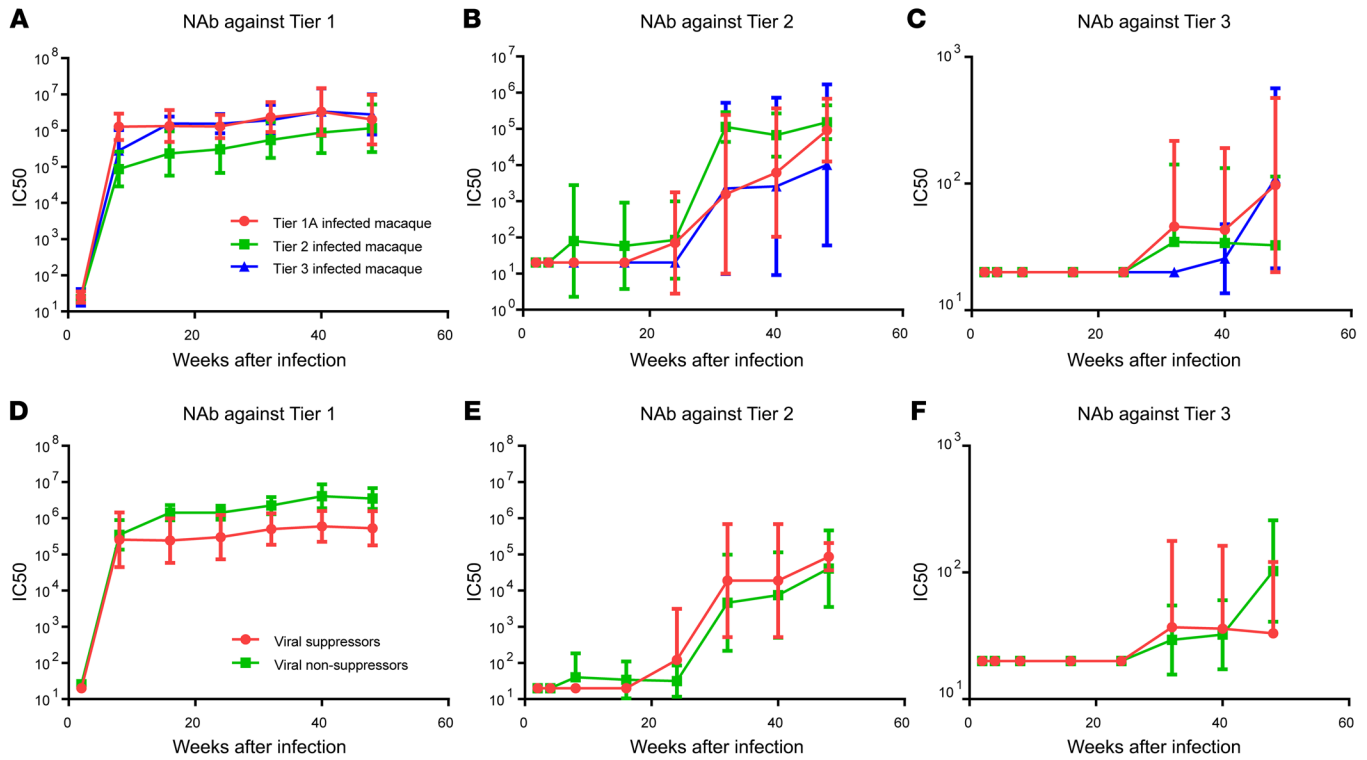 A NAb against Tier 1
10⁸
10⁷
10⁶
10⁵
10⁴
10³
10²
10¹
IC50
Tier 1A infected macaque
Tier 2 infected macaque
Tier 3 infected macaque
0 20 40 60
Weeks after infection
B NAb against Tier 2
10⁷
10⁶
10⁵
10⁴
10³
10²
10¹
10⁰
IC50
0 20 40 60
Weeks after infection
C NAb against Tier 3
10³
10²
10¹
IC50
0 20 40 60
Weeks after infection
D NAb against Tier 1
10⁸
10⁷
10⁶
10⁵
10⁴
10³
10²
10¹
IC50
Viral suppressors
Viral non-suppressors
0 20 40 60
Weeks after infection
E NAb against Tier 2
10⁸
10⁷
10⁶
10⁵
10⁴
10³
10²
10¹
IC50
0 20 40 60
Weeks after infection
F NAb against Tier 3
10³
10²
10¹
IC50
0 20 40 60
Weeks after infection